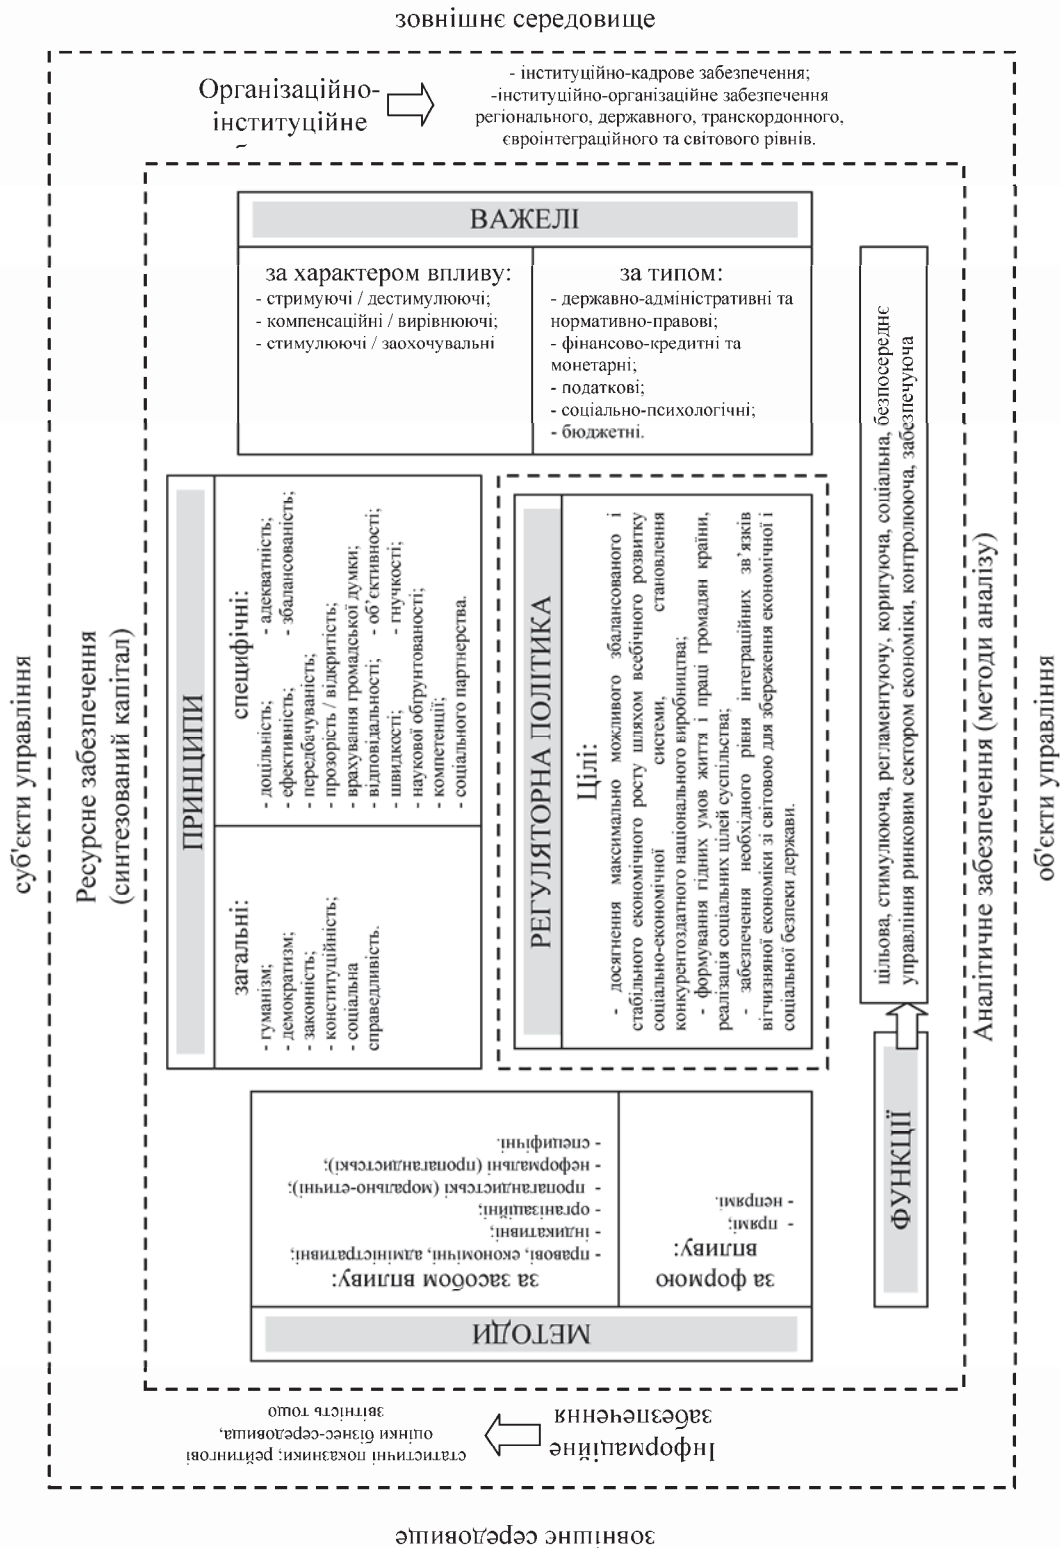 зовнішнє середовище
Організаційно-
інституційне
- інституційно-кадрове забезпечення;
-інституційно-організаційне забезпечення
регіонального, державного, транскордонного,
євроінтеграційного та світового рівнів.
ВАЖЕЛІ
за характером впливу:
- стримуючі / дестимулюючі;
- компенсаційні / вирівнюючі;
- стимулюючі / заохочувальні
за типом:
- державно-адміністративні та
нормативно-правові;
- фінансово-кредитні та
монетарні;
- податкові;
- соціально-психологічні;
- бюджетні.
суб'єкти управління
Ресурсне забезпечення
(синтезований капітал)
ПРИНЦИПИ
загальні:
- гуманізм;
- демократизм;
- законність;
- конституційність;
- соціальна
справедливість.
специфічні:
- доцільність; - адекватність;
- ефективність; - збалансованість;
- передбачуваність;
- прозорість / відкритість;
- врахування громадської думки;
- відповідальності; - об’єктивності;
- швидкості; - гнучкості;
- наукової обґрунтованості;
- компетенції;
- соціального партнерства.
РЕГУЛЯТОРНА ПОЛІТИКА
Цілі:
- досягнення максимально можливого збалансованого і
стабільного економічного росту шляхом всебічного розвитку
соціально-економічної системи, становлення
конкурентоздатного національного виробництва;
- формування гідних умов життя і праці громадян країни,
реалізація соціальних цілей суспільства;
- забезпечення необхідного рівня інтеграційних зв’язків
вітчизняної економіки зі світовою для збереження економічної і
соціальної безпеки держави.
ФУНКЦІЇ
цільова, стимулююча, регламентуючу, коригуюча, соціальна, безпосереднє
управління ринковим сектором економіки, контролююча, забезпечуюча
Аналітичне забезпечення (методи аналізу)
об'єкти управління
МЕТОДИ
за формою
впливу:
- прямі;
- непрямі.
за засобом впливу:
- правові, економічні, адміністративні;
- індикативні;
- організаційні;
- пропагандистські (морально-етичні);
- неформальні (пропагандистські);
- специфічні.
Інформаційне
забезпечення
статистичні показники; рейтингові
оцінки бізнес-середовища,
звітність тощо
зовнішнє середовище